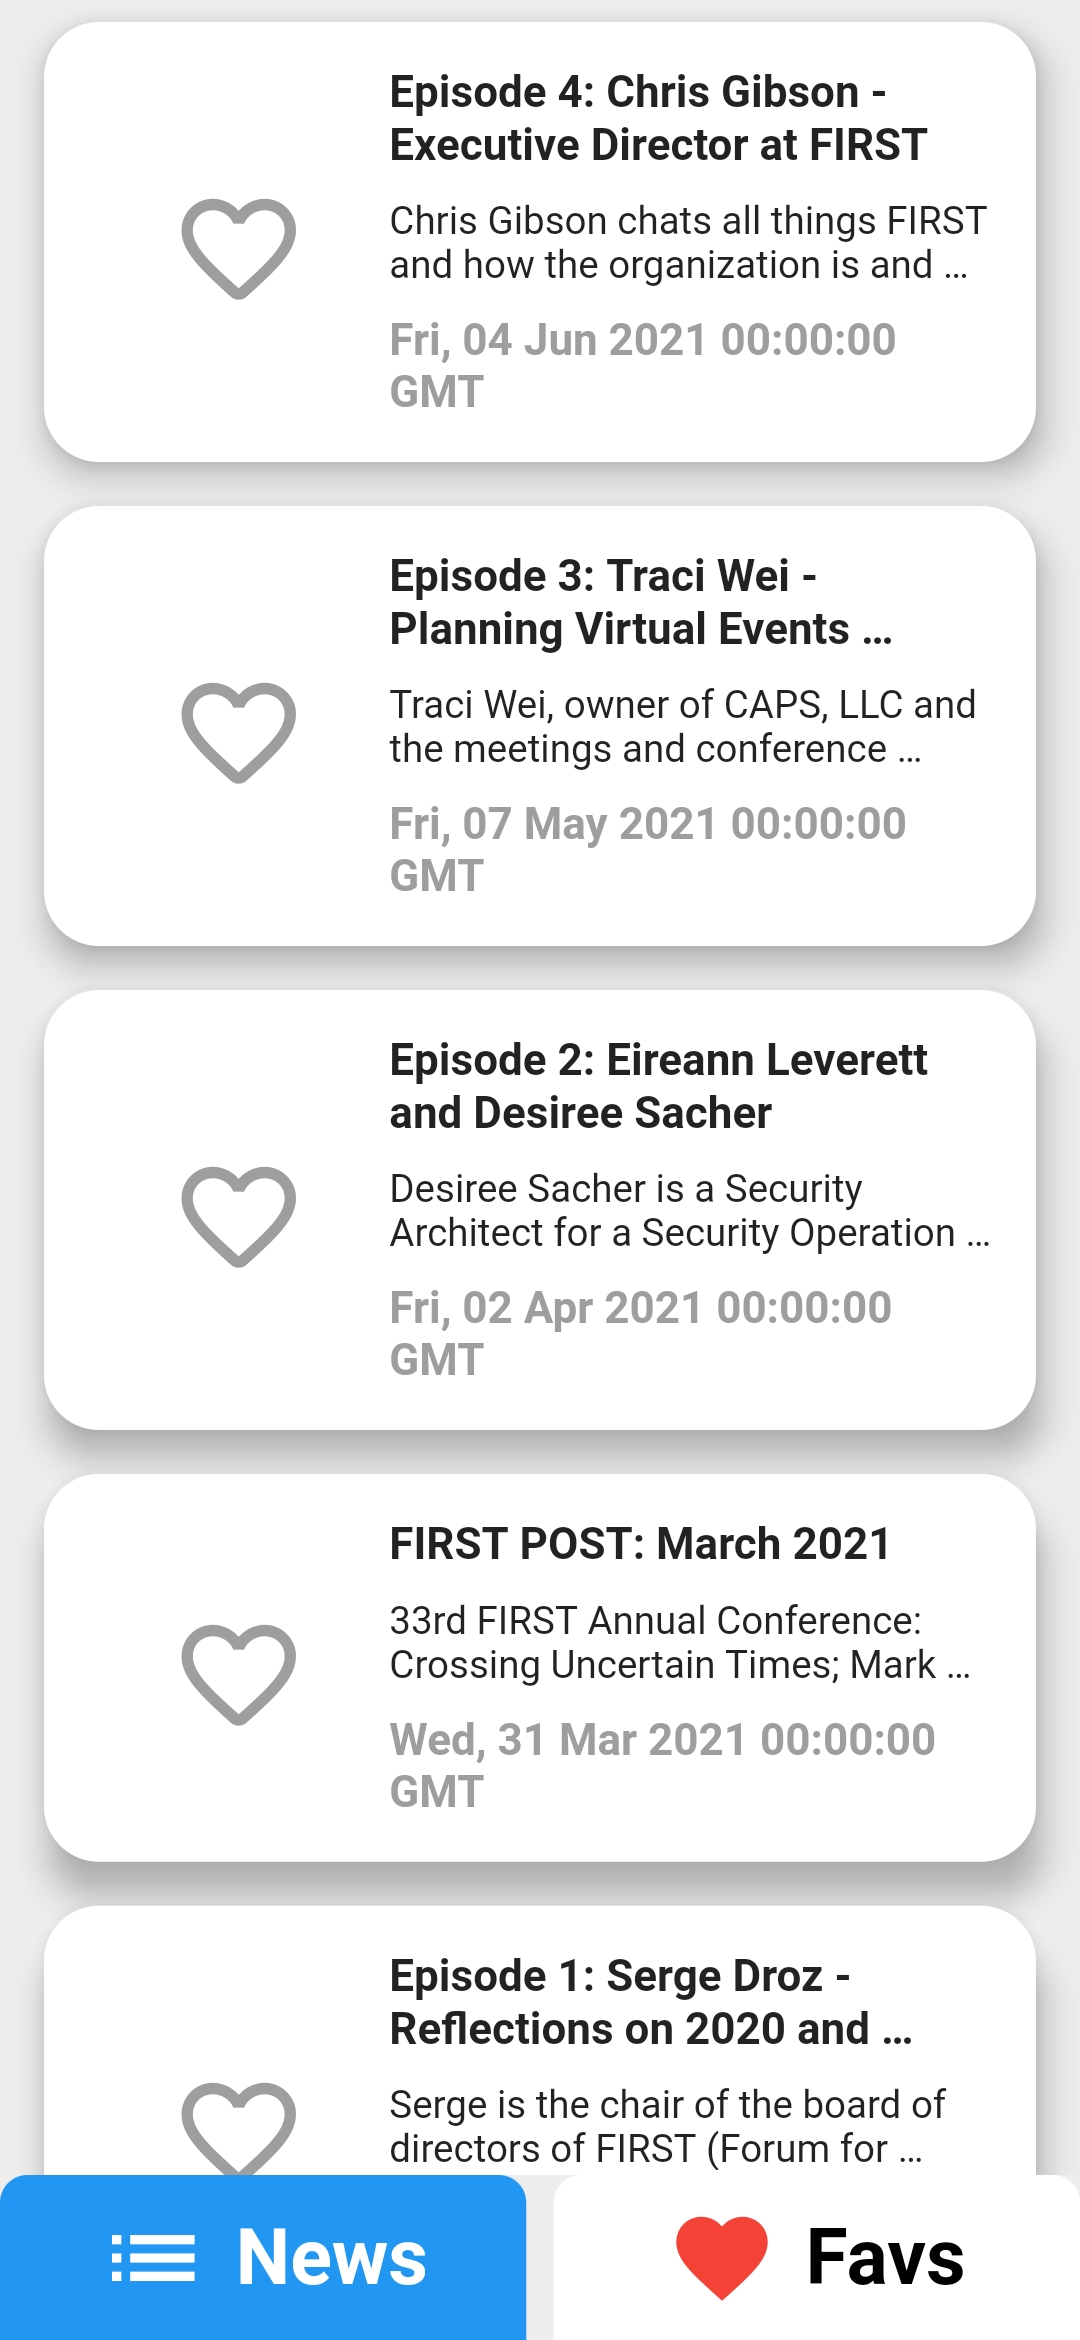 Episode 4: Chris Gibson -
Executive Director at FIRST
Chris Gibson chats all things FIRST
and how the organization is and ...
Fri, 04 Jun 2021 00:00:00
GMT
Episode 3: Traci Wei -
Planning Virtual Events ...
Traci Wei, owner of CAPS, LLC and
the meetings and conference ...
Fri, 07 May 2021 00:00:00
GMT
Episode 2: Eireann Leverett
and Desiree Sacher
Desiree Sacher is a Security
Architect for a Security Operation ...
Fri, 02 Apr 2021 00:00:00
GMT
FIRST POST: March 2021
33rd FIRST Annual Conference:
Crossing Uncertain Times; Mark ...
Wed, 31 Mar 2021 00:00:00
GMT
Episode 1: Serge Droz -
Reflections on 2020 and ...
Serge is the chair of the board of
directors of FIRST (Forum for ...
News
Favs